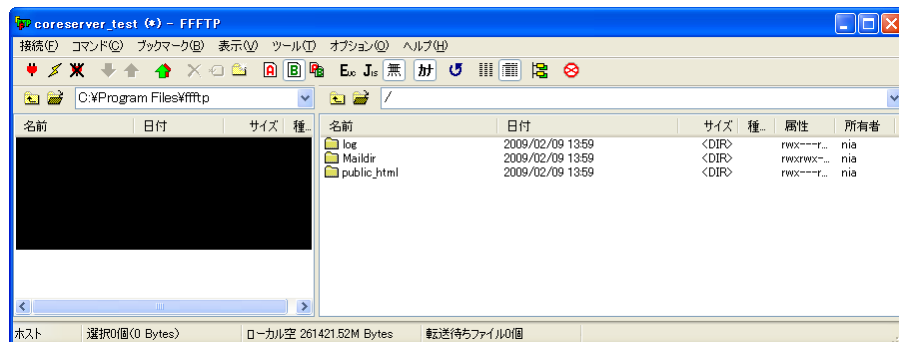 coreserver_test (*) - FFFTP
接続(F) コマンド(C) ブックマーク(B) 表示(V) ツール(T) オプション(O) ヘルプ(H)
A B Euc Jis 無 カナ
C:¥Program Files¥ffftp /
名前 日付 サイズ 種... 名前 日付 サイズ 種... 属性 所有者
log 2009/02/09 13:59 <DIR> rwx---r... nia
Maildir 2009/02/09 13:59 <DIR> rwxrwx-... nia
public_html 2009/02/09 13:59 <DIR> rwx---r... nia
ホスト 選択0個(0 Bytes) ローカル空 261421.52M Bytes 転送待ちファイル0個